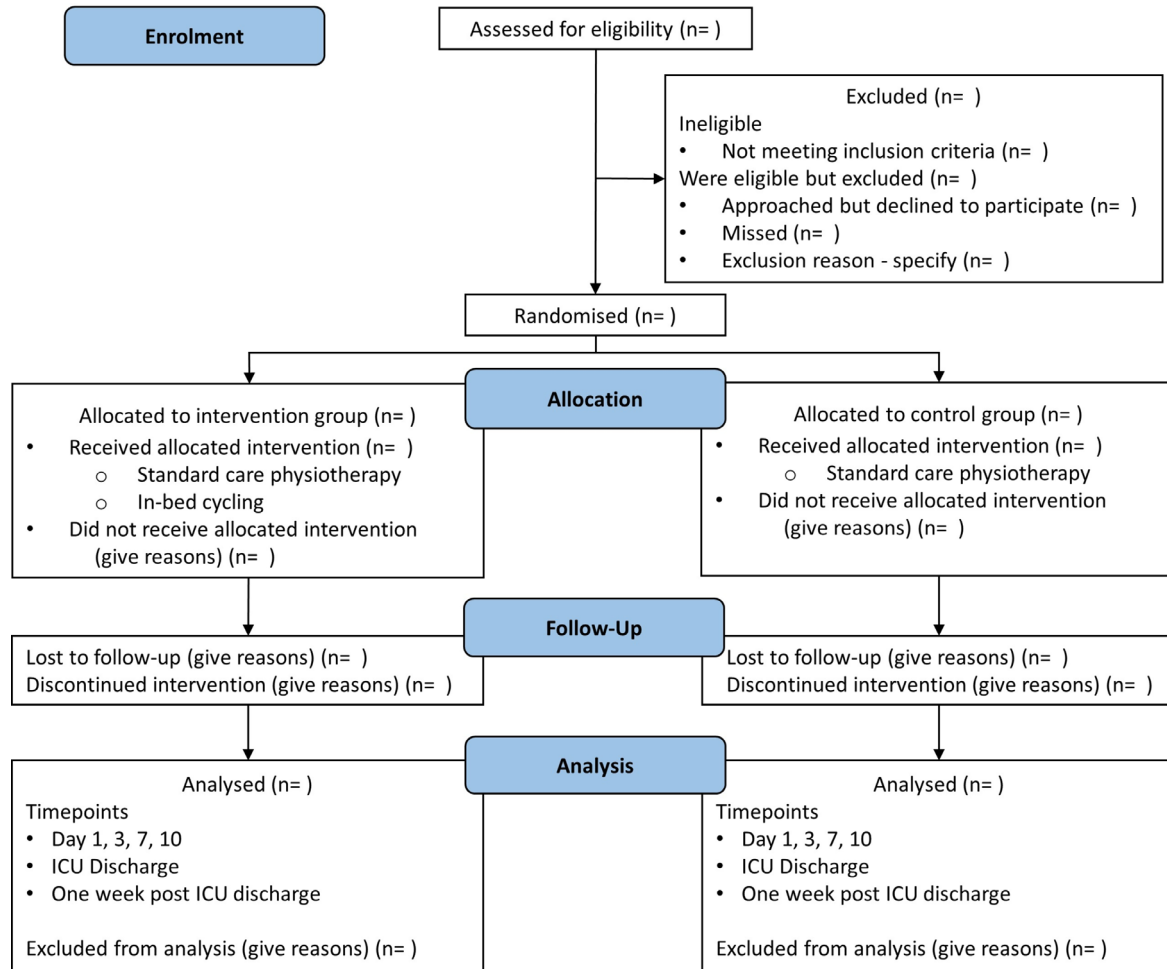 Enrolment
Assessed for eligibility (n= )
Excluded (n=  )
Ineligible
• Not meeting inclusion criteria (n=  )
Were eligible but excluded (n=  )
• Approached but declined to participate (n=  )
• Missed (n=  )
• Exclusion reason - specify (n=  )
Randomised (n= )
Allocation
Allocated to intervention group (n= )
• Received allocated intervention (n=  )
o Standard care physiotherapy
o In-bed cycling
• Did not receive allocated intervention
(give reasons) (n=  )
Allocated to control group (n= )
• Received allocated intervention (n=  )
o Standard care physiotherapy
• Did not receive allocated intervention
(give reasons) (n=  )
Follow-Up
Lost to follow-up (give reasons) (n=  )
Discontinued intervention (give reasons) (n=  )
Lost to follow-up (give reasons) (n=  )
Discontinued intervention (give reasons) (n=  )
Analysis
Analysed (n= )
Timepoints
• Day 1, 3, 7, 10
• ICU Discharge
• One week post ICU discharge
Excluded from analysis (give reasons) (n=  )
Analysed (n= )
Timepoints
• Day 1, 3, 7, 10
• ICU Discharge
• One week post ICU discharge
Excluded from analysis (give reasons) (n=  )